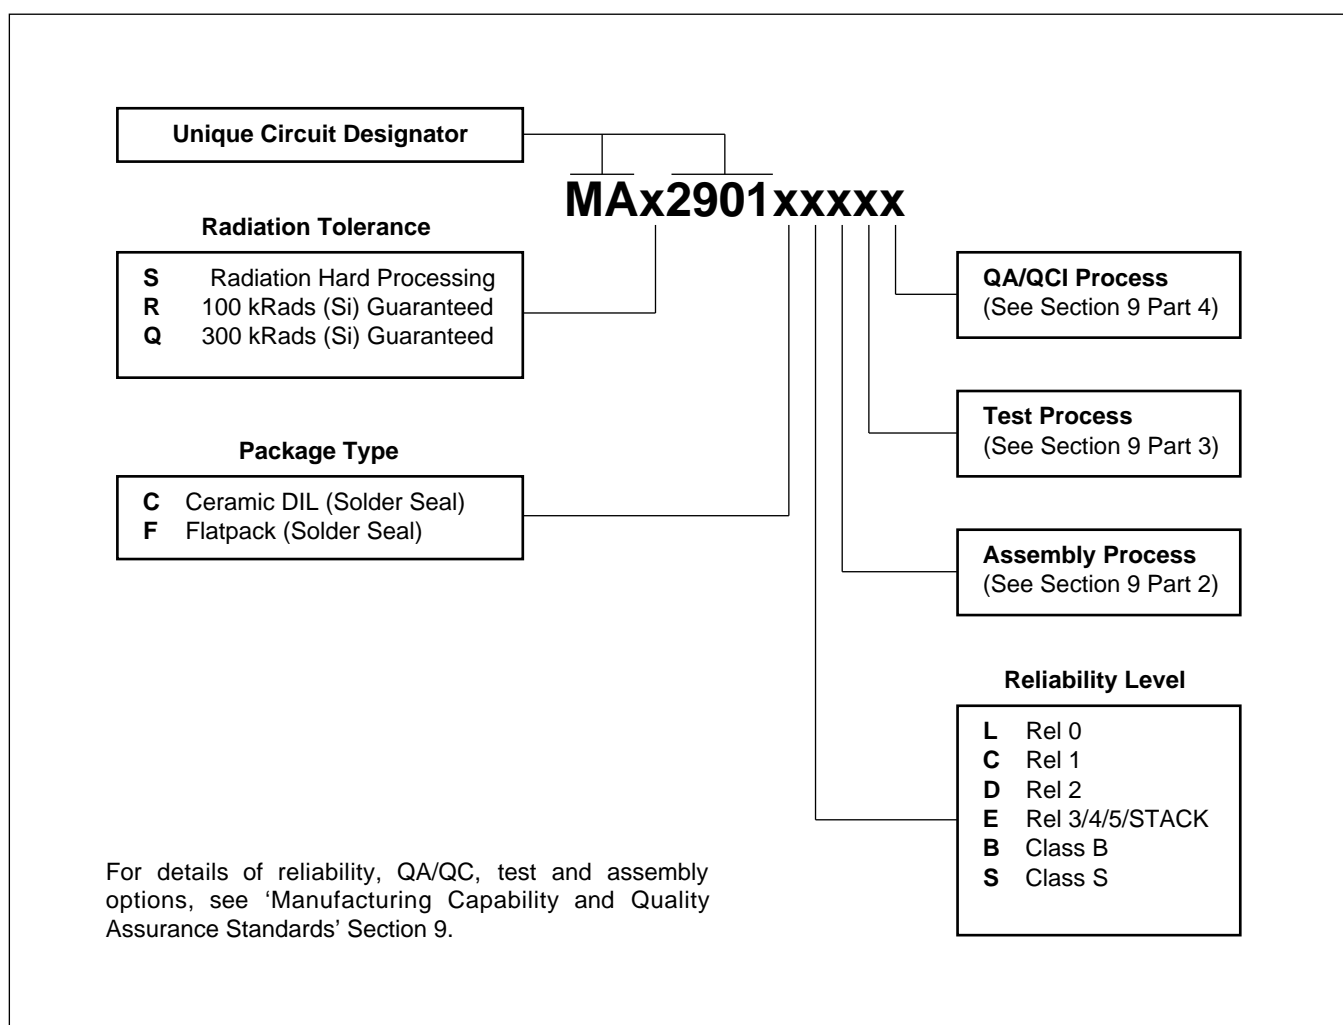 Unique Circuit Designator
MAx2901xxxxx
Radiation Tolerance
S Radiation Hard Processing
R 100 kRads (Si) Guaranteed
Q 300 kRads (Si) Guaranteed
Package Type
C Ceramic DIL (Solder Seal)
F Flatpack (Solder Seal)
QA/QCI Process
(See Section 9 Part 4)
Test Process
(See Section 9 Part 3)
Assembly Process
(See Section 9 Part 2)
Reliability Level
L Rel 0
C Rel 1
D Rel 2
E Rel 3/4/5/STACK
B Class B
S Class S
For details of reliability, QA/QC, test and assembly
options, see ‘Manufacturing Capability and Quality
Assurance Standards’ Section 9.